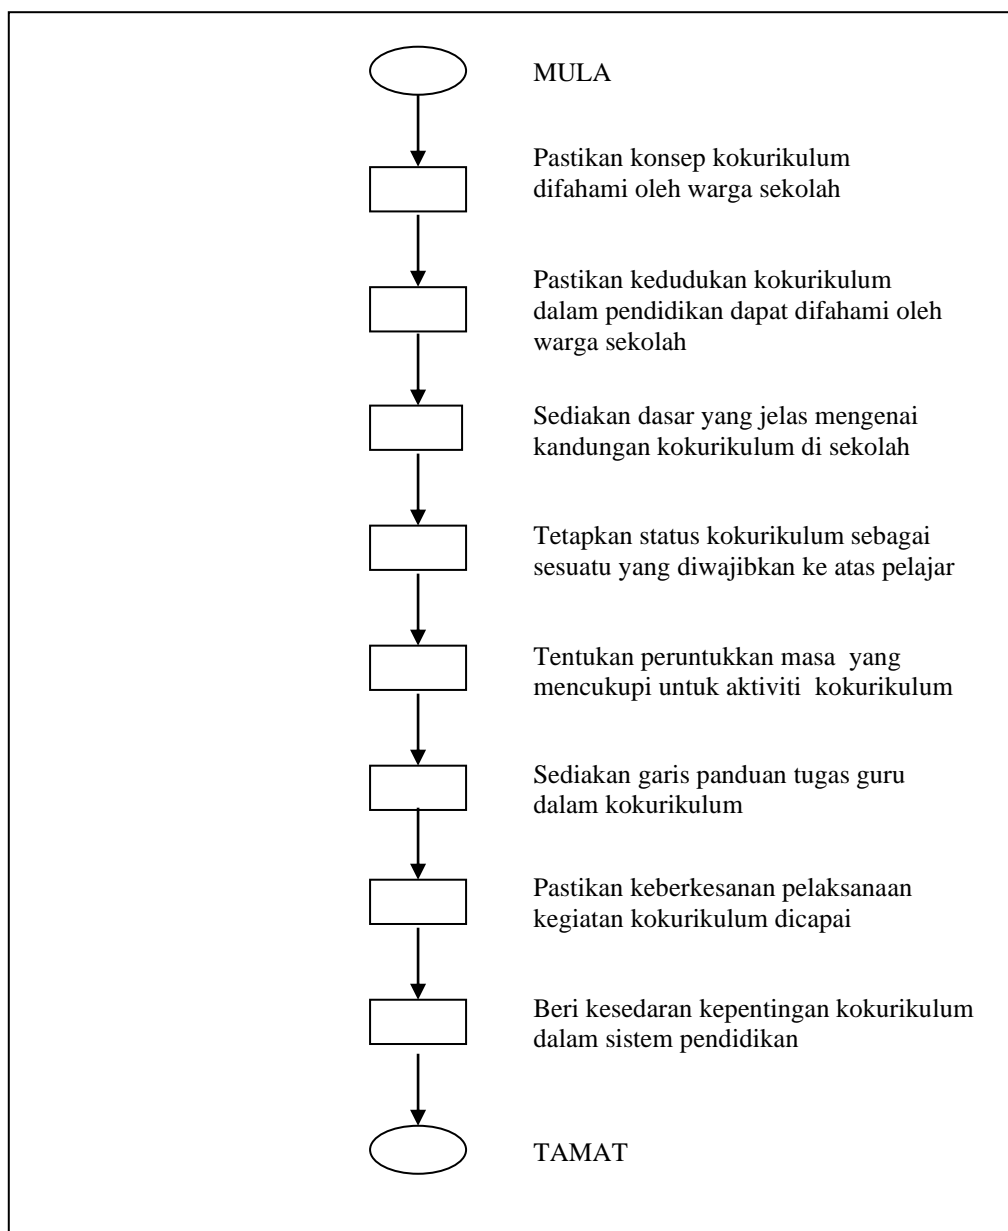 MULA
Pastikan konsep kokurikulum
difahami oleh warga sekolah
Pastikan kedudukan kokurikulum
dalam pendidikan dapat difahami oleh
warga sekolah
Sediakan dasar yang jelas mengenai
kandungan kokurikulum di sekolah
Tetapkan status kokurikulum sebagai
sesuatu yang diwajibkan ke atas pelajar
Tentukan peruntukkan masa  yang
mencukupi untuk aktiviti  kokurikulum
Sediakan garis panduan tugas guru
dalam kokurikulum
Pastikan keberkesanan pelaksanaan
kegiatan kokurikulum dicapai
Beri kesedaran kepentingan kokurikulum
dalam sistem pendidikan
TAMAT